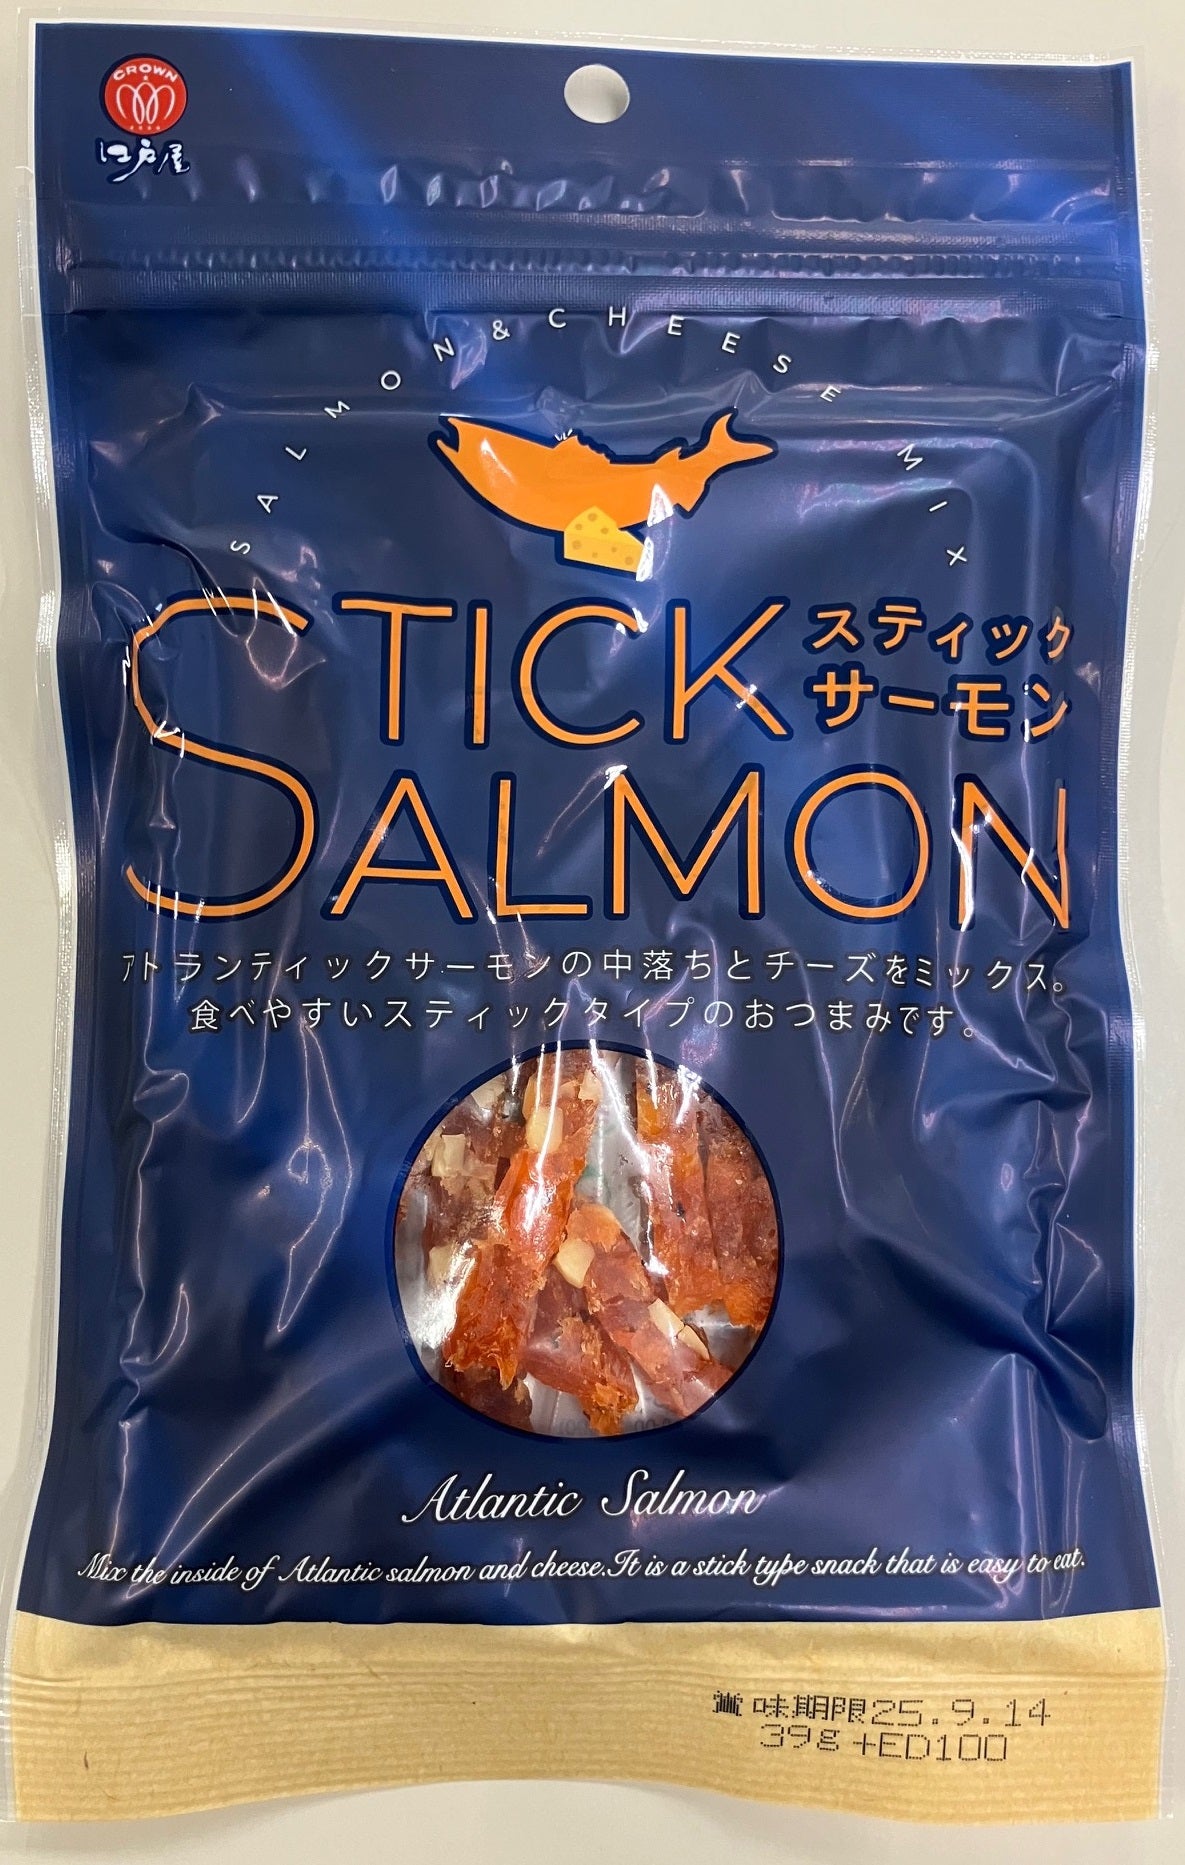 CROWN
江戸屋
SALMON & CHEESE MIX
STICK
スティック
サーモン
SALMON
アトランティックサーモンの中落ちとチーズをミックス。
食べやすいスティックタイプのおつまみです。
Atlantic Salmon
Mix the inside of Atlantic salmon and cheese.It is a stick type snack that is easy to eat.
賞味期限25.9.14
39g +ED100